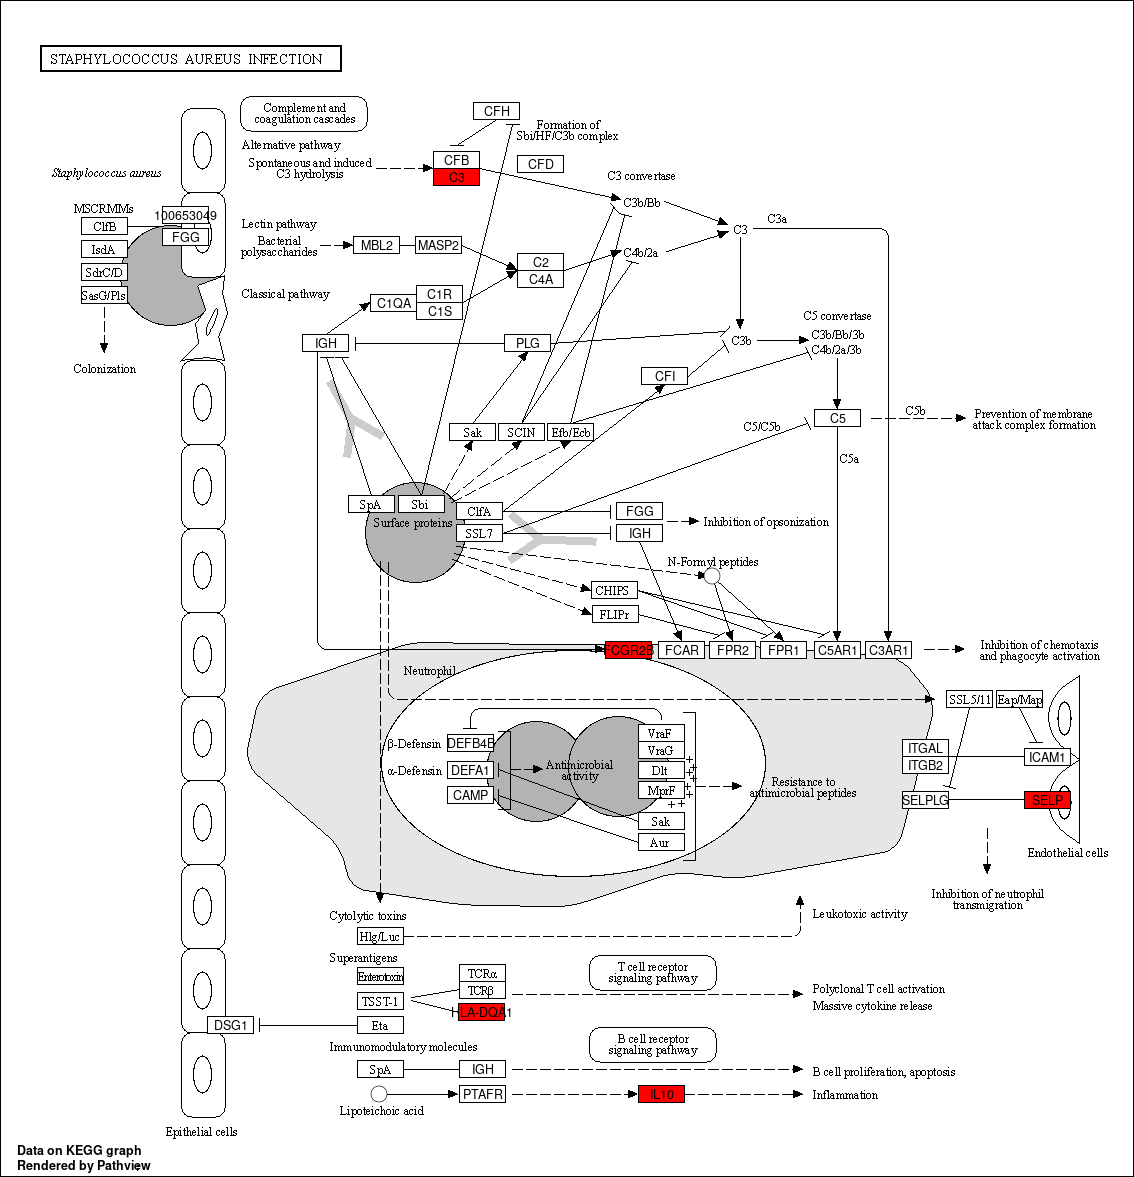 STAPHYLOCOCCUS AUREUS INFECTION
Complement and
coagulation cascades
CFH
Formation of
Sbi/HF/C3b complex
Alternative pathway
Spontaneous and induced
C3 hydrolysis
CFB
C3
CFD
C3 convertase
Staphylococcus aureus
MSCRMMs
ClfB
IsdA
SdrC/D
SasG/Pls
100653049
FGG
Colonization
C3b/Bb
C3
C3a
Lectin pathway
Bacterial
polysaccharides
MBL2
MASP2
C2
C4A
C4b/2a
Classical pathway
C1QA
C1R
C1S
C5 convertase
C3b/Bb/3b
C4b/2a/3b
IGH
PLG
C3b
CFI
Sak
SCIN
Efb/Ecb
C5/C5b
C5
C5b
Prevention of membrane
attack complex formation
C5a
SpA
Sbi
Surface proteins
ClfA
SSL7
FGG
IGH
Inhibition of opsonization
N-Formyl peptides
CHIPS
FLIPr
CGR2B
FCAR
FPR2
FPR1
C5AR1
C3AR1
Inhibition of chemotaxis
and phagocyte activation
Neutrophil
SSL5/11
Eap/Map
β-Defensin
DEFB4B
α-Defensin
DEFA1
CAMP
Antimicrobial
activity
VraF
VraG
Dlt
MprF
Sak
Aur
+
+
+
+
+
+
+ +
Resistance to
antimicrobial peptides
ITGAL
ITGB2
ICAM1
SELPLG
SELP
Endothelial cells
Inhibition of neutrophil
transmigration
Cytolytic toxins
Hlg/Luc
Leukotoxic activity
Superantigens
Enterotoxin
TSST-1
Eta
DSG1
TCRα
TCRβ
LA-DQA1
T cell receptor
signaling pathway
Polyclonal T cell activation
Massive cytokine release
Immunomodulatory molecules
SpA
IGH
B cell receptor
signaling pathway
B cell proliferation, apoptosis
Lipoteichoic acid
PTAFR
IL10
Inflammation
Epithelial cells
Data on KEGG graph
Rendered by Pathview